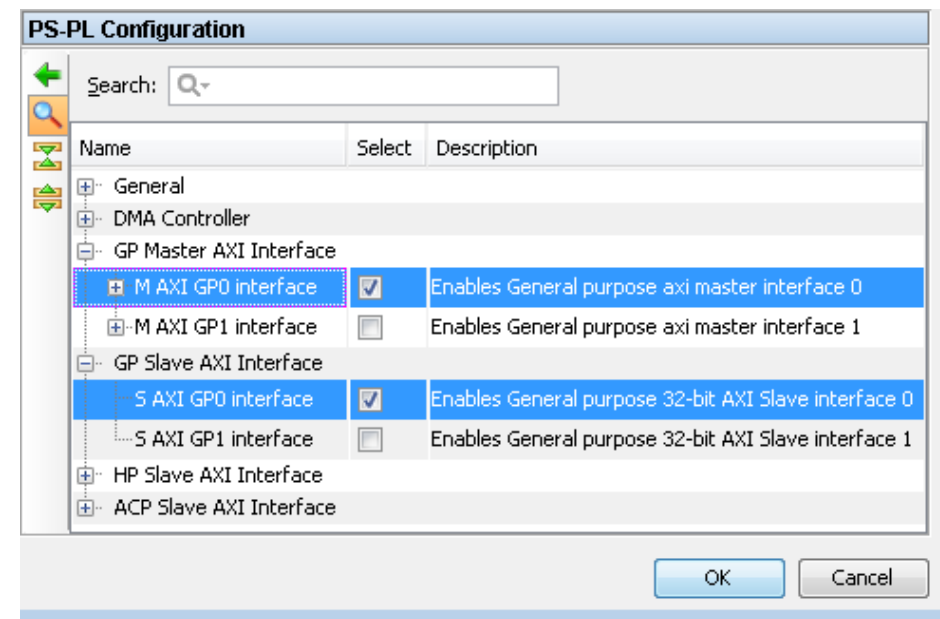 PS-PL Configuration
Search:
Name Select Description
General
DMA Controller
GP Master AXI Interface
M AXI GP0 interface Enables General purpose axi master interface 0
M AXI GP1 interface Enables General purpose axi master interface 1
GP Slave AXI Interface
S AXI GP0 interface Enables General purpose 32-bit AXI Slave interface 0
S AXI GP1 interface Enables General purpose 32-bit AXI Slave interface 1
HP Slave AXI Interface
ACP Slave AXI Interface
OK Cancel